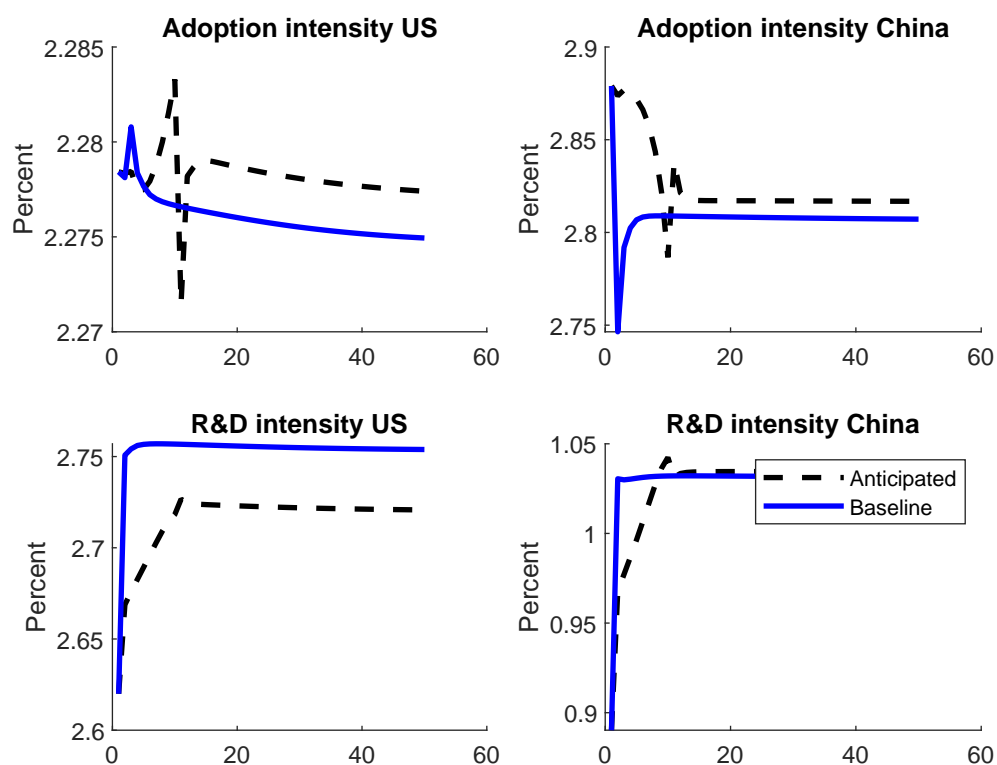 Adoption intensity US
2.285
2.28
2.275
2.27
Percent
0 20 40 60
Adoption intensity China
2.9
2.85
2.8
2.75
Percent
0 20 40 60
R&D intensity US
2.75
2.7
2.65
2.6
Percent
0 20 40 60
R&D intensity China
1.05
1
0.95
0.9
Percent
0 20 40 60
Anticipated
Baseline